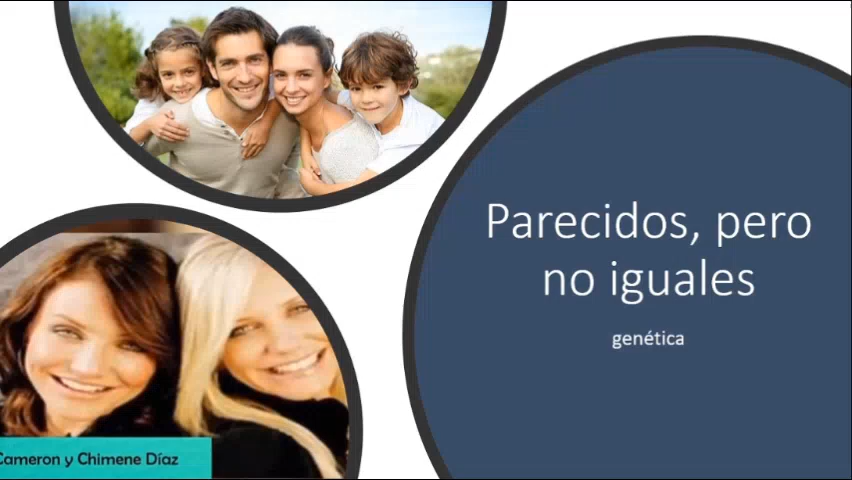 Parecidos, pero
no iguales
genética
Cameron y Chimene Díaz